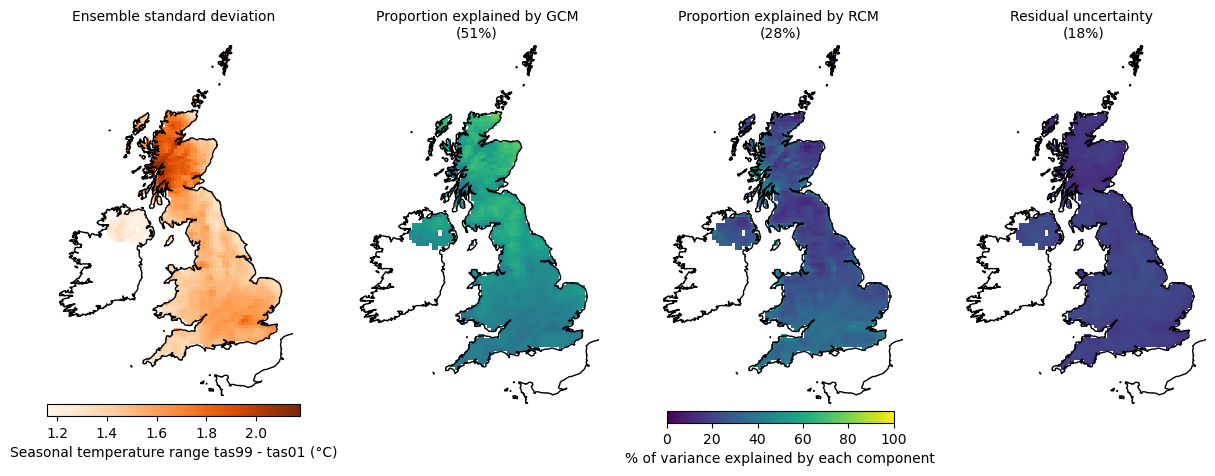 Ensemble standard deviation
Proportion explained by GCM
(51%)
Proportion explained by RCM
(28%)
Residual uncertainty
(18%)
1.2 1.4 1.6 1.8 2.0
Seasonal temperature range tas99 - tas01 (°C)
0 20 40 60 80 100
% of variance explained by each component